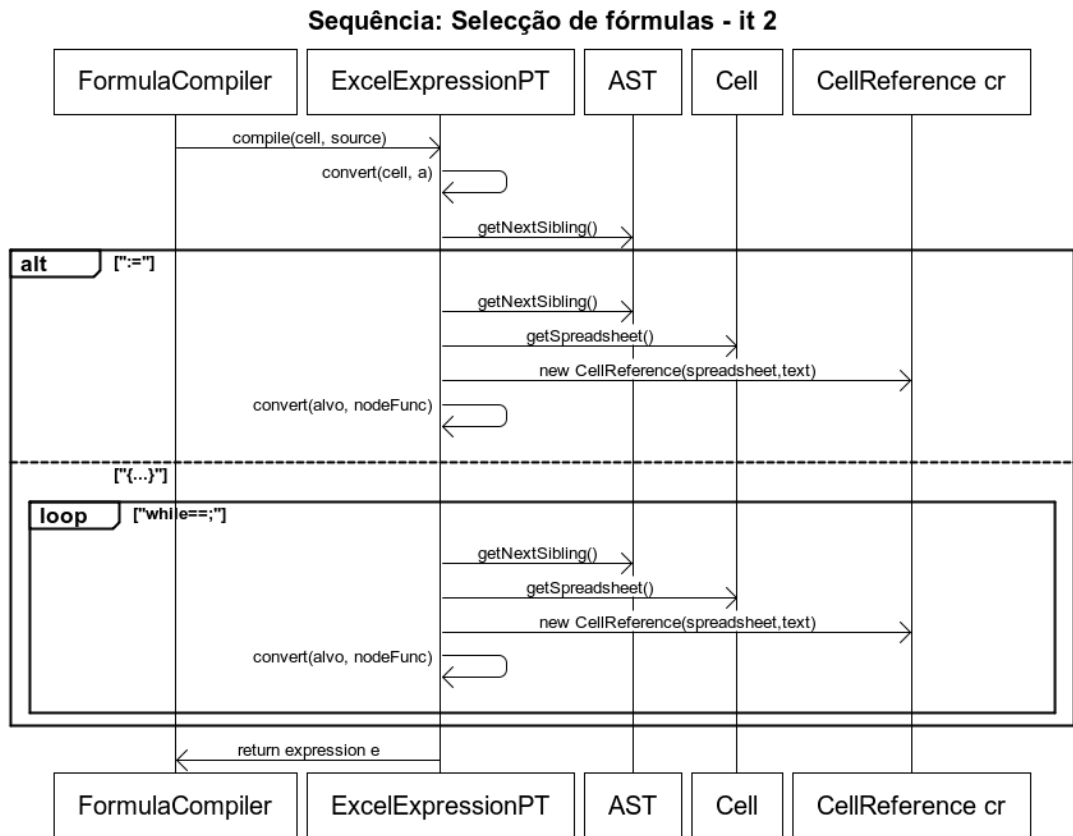 Sequência: Selecção de fórmulas - it 2
FormulaCompiler ExcelExpressionPT AST Cell CellReference cr
compile(cell, source)
convert(cell, a)
getNextSibling()
alt [":="]
getNextSibling()
getSpreadsheet()
new CellReference(spreadsheet,text)
convert(alvo, nodeFunc)
["{...}"]
loop ["while==;"]
getNextSibling()
getSpreadsheet()
new CellReference(spreadsheet,text)
convert(alvo, nodeFunc)
return expression e
FormulaCompiler ExcelExpressionPT AST Cell CellReference cr